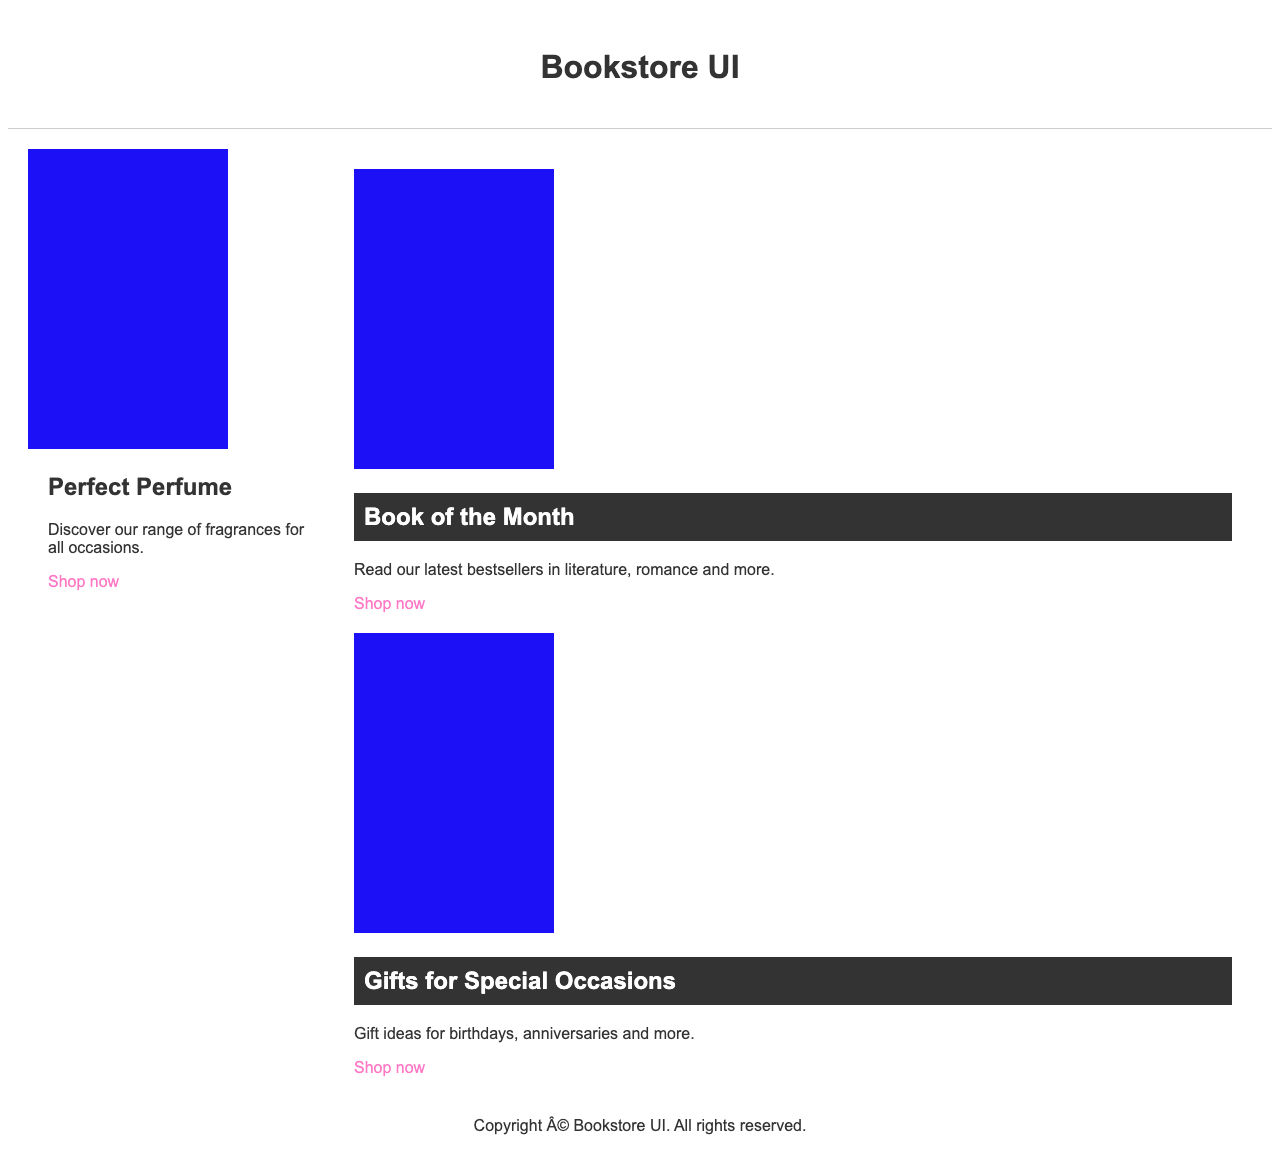 Bookstore UI
Perfect Perfume
Discover our range of fragrances for
all occasions.
Shop now
Book of the Month
Read our latest bestsellers in literature, romance and more.
Shop now
Gifts for Special Occasions
Gift ideas for birthdays, anniversaries and more.
Shop now
Copyright Â© Bookstore UI. All rights reserved.